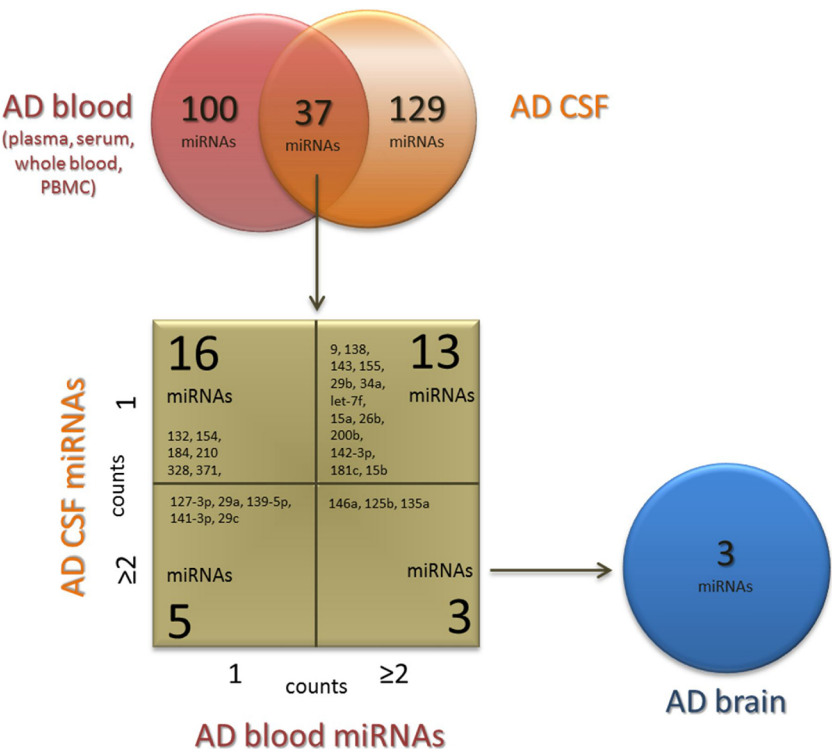 AD blood
(plasma, serum,
whole blood,
PBMC)
100
miRNAs
37
miRNAs
129
miRNAs
AD CSF
AD CSF miRNAs
counts
1
≥2
16
miRNAs
132, 154,
184, 210
328, 371,
9, 138,
143, 155,
29b, 34a,
let-7f,
15a, 26b,
200b,
142-3p,
181c, 15b
13
miRNAs
127-3p, 29a, 139-5p,
141-3p, 29c
miRNAs
5
146a, 125b, 135a
miRNAs
3
1
counts
≥2
AD blood miRNAs
3
miRNAs
AD brain